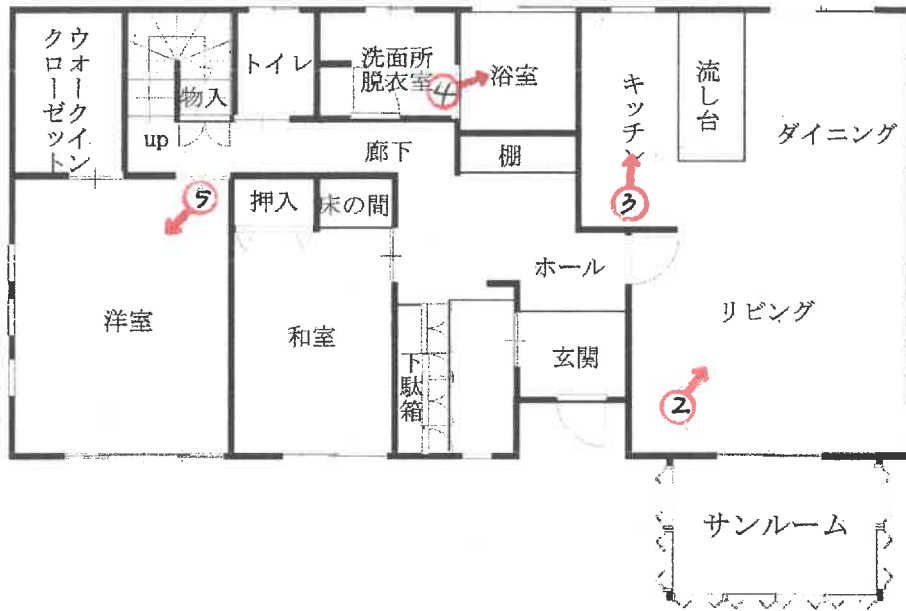 ウオークイン
クローゼット
物入
up
トイレ
洗面所
脱衣室
④
浴室
キッチン
流し台
ダイニング
廊下
棚
③
⑤
押入
床の間
ホール
洋室
和室
下駄箱
玄関
リビング
②
サンルーム